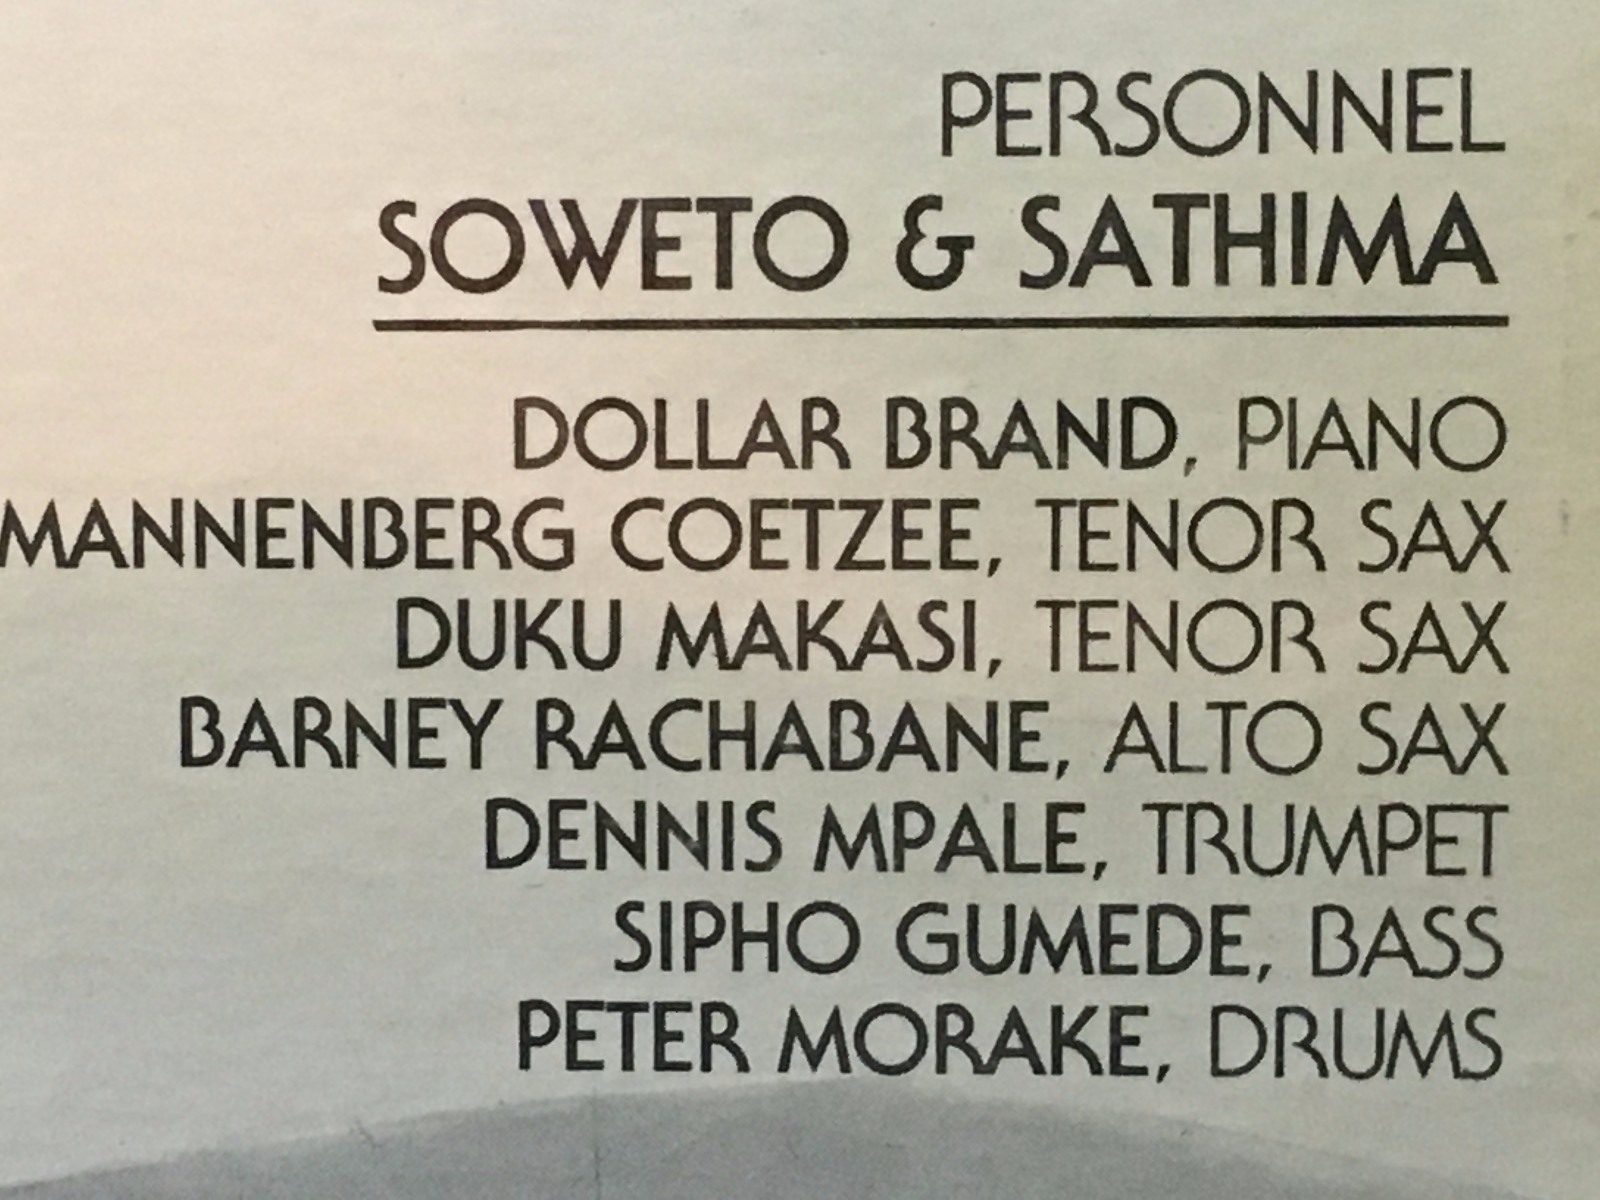 PERSONNEL
SOWETO & SATHIMA
DOLLAR BRAND, PIANO
MANNENBERG COETZEE, TENOR SAX
DUKU MAKASI, TENOR SAX
BARNEY RACHABANE, ALTO SAX
DENNIS MPALE, TRUMPET
SIPHO GUMEDE, BASS
PETER MORAKE, DRUMS